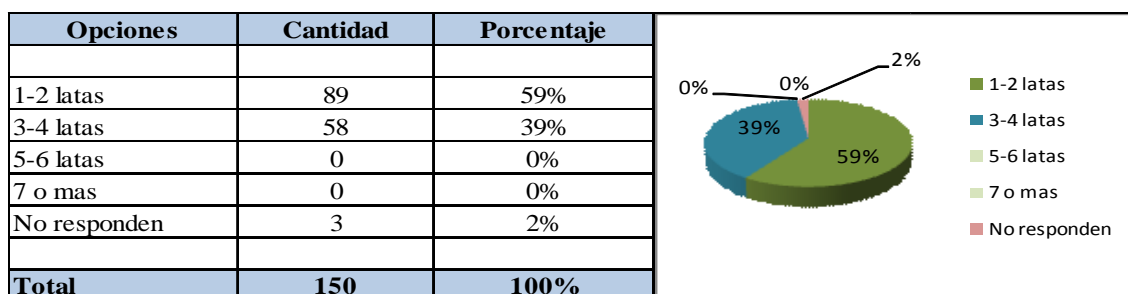 Opciones Cantidad Porcentaje
1-2 latas 89 59%
3-4 latas 58 39%
5-6 latas 0 0%
7 o mas 0 0%
No responden 3 2%
Total 150 100%
2%
0% 0%
39%
59%
1-2 latas
3-4 latas
5-6 latas
7 o mas
No responden